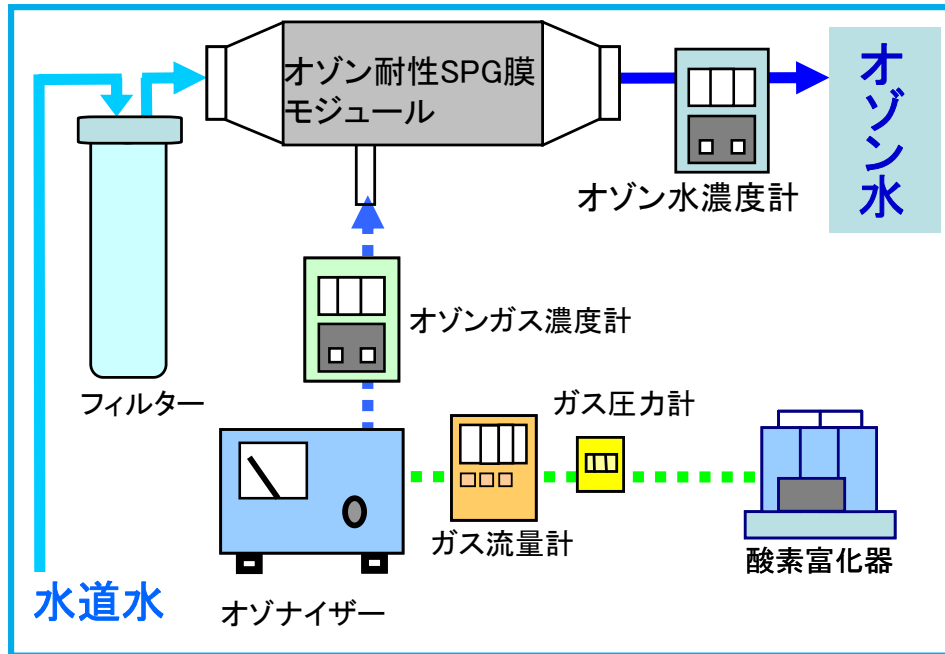 オゾン耐性SPG膜
モジュール
オゾン水
オゾン水濃度計
オゾンガス濃度計
フィルター
ガス圧力計
ガス流量計
酸素富化器
水道水
オゾナイザー